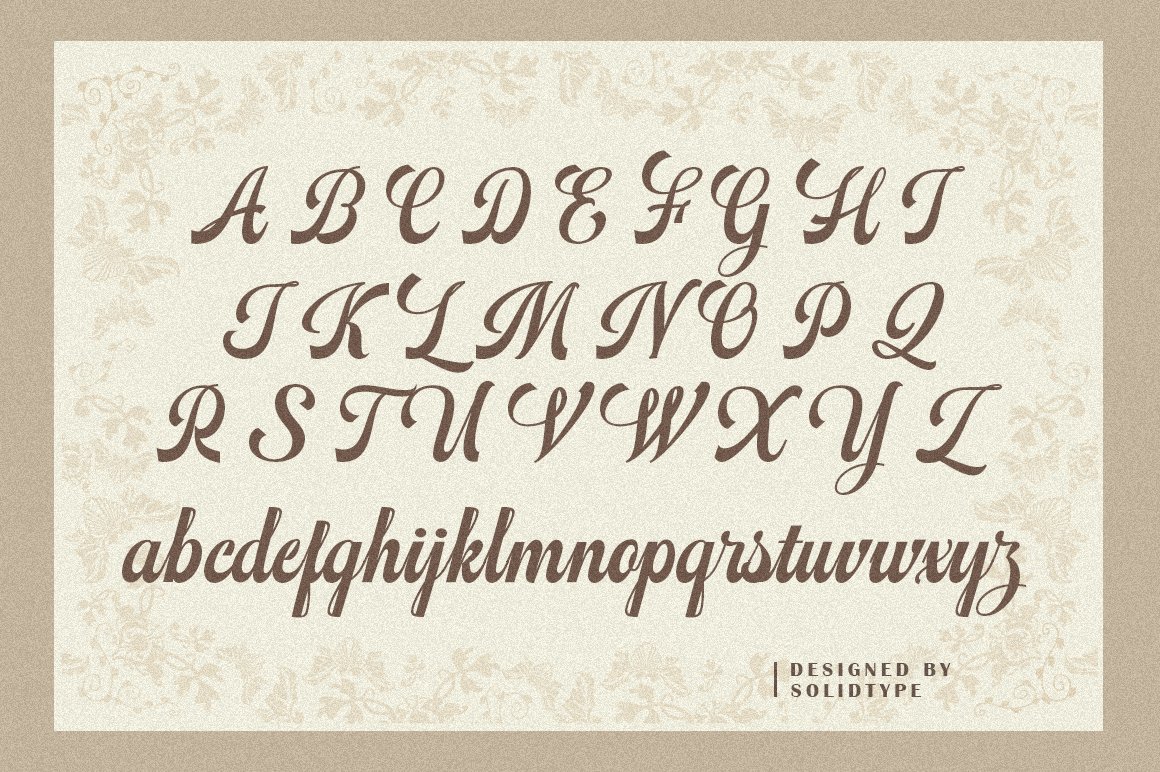 A B C D E F G H I
J K L M N O P Q
R S T U V W X Y Z
abcdefghijklmnopqrstuvwxyz
DESIGNED BY
SOLIDTYPE